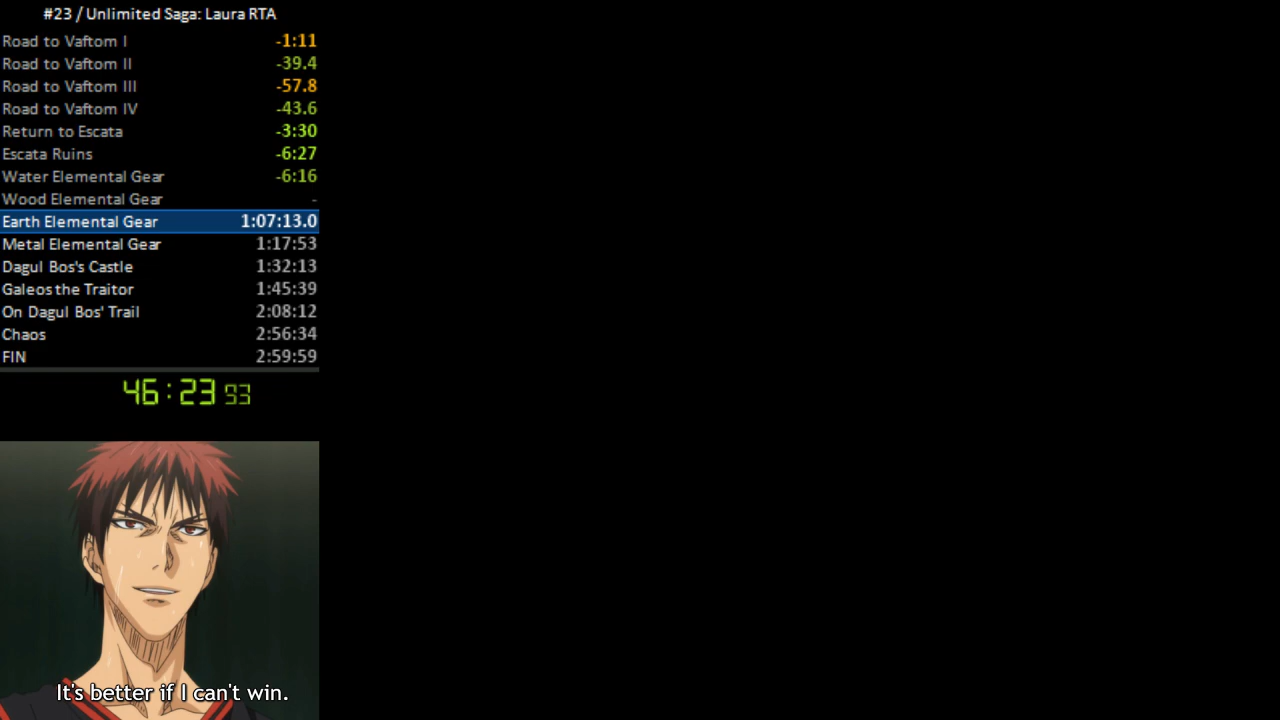 #23 / Unlimited Saga: Laura RTA
Road to Vaftom I -1:11
Road to Vaftom II -39.4
Road to Vaftom III -57.8
Road to Vaftom IV -43.6
Return to Escata -3:30
Escata Ruins -6:27
Water Elemental Gear -6:16
Wood Elemental Gear -
Earth Elemental Gear 1:07:13.0
Metal Elemental Gear 1:17:53
Dagul Bos's Castle 1:32:13
Galeos the Traitor 1:45:39
On Dagul Bos' Trail 2:08:12
Chaos 2:56:34
FIN 2:59:59
46:23 93
It's better if I can't win.